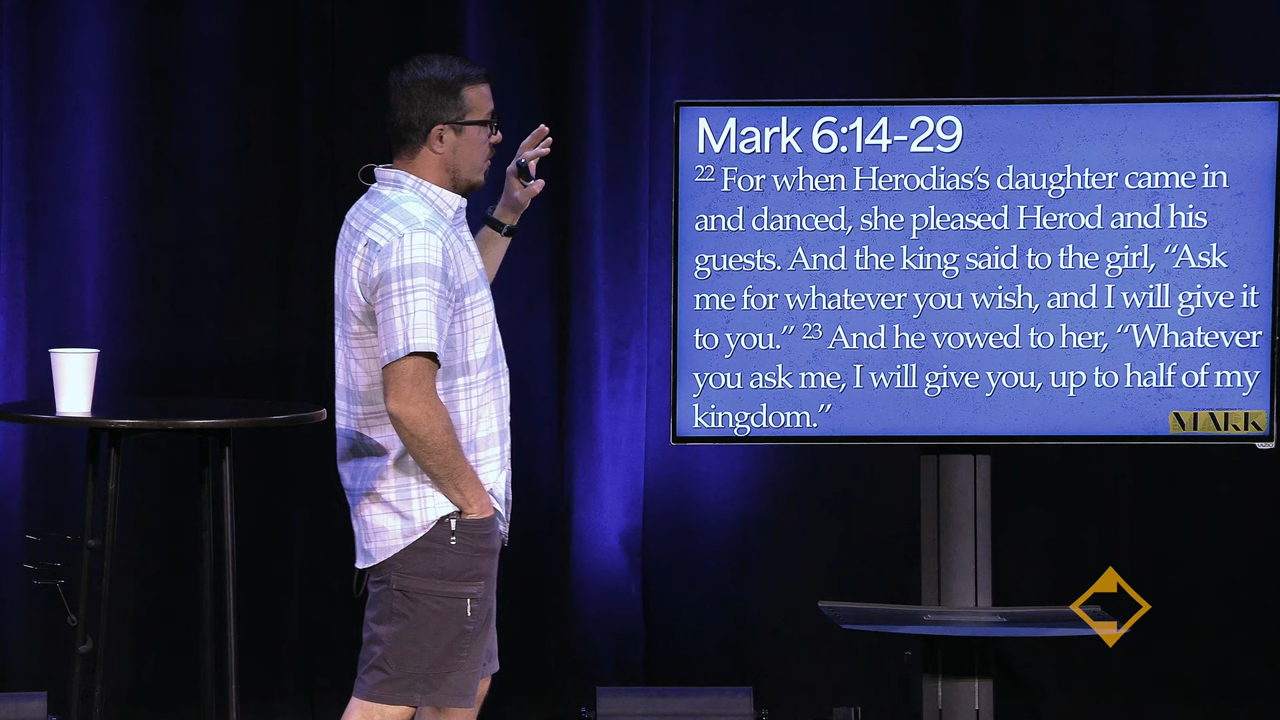 Mark 6:14-29
22 For when Herodias's daughter came in
and danced, she pleased Herod and his
guests. And the king said to the girl, “Ask
me for whatever you wish, and I will give it
to you.” 23 And he vowed to her, “Whatever
you ask me, I will give you, up to half of my
kingdom.”
MARK
VIZIO